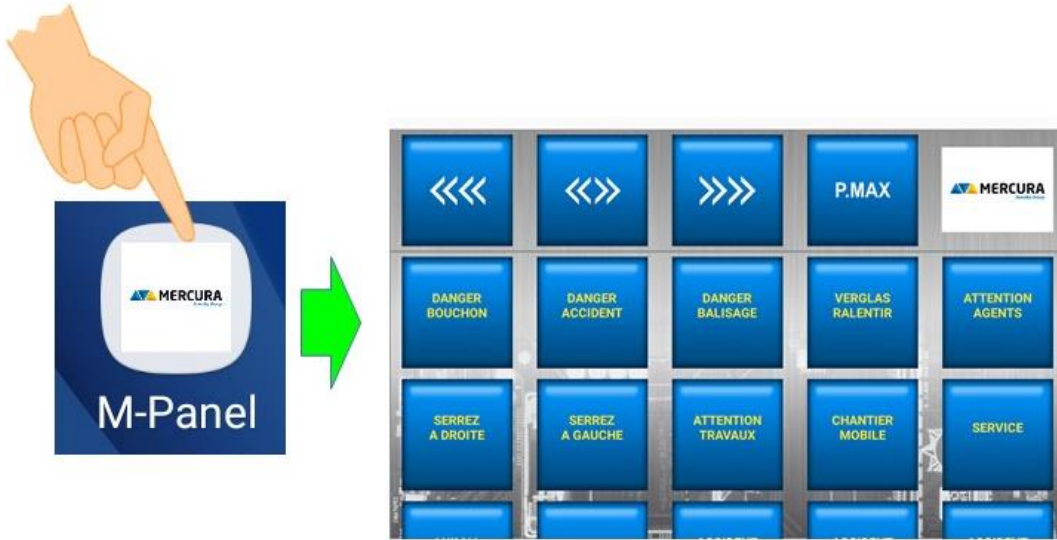 MERCURA
M-Panel
<<<<
<<>>
>>>>
P.MAX
MERCURA
DANGER
BOUCHON
DANGER
ACCIDENT
DANGER
BALISAGE
VERGLAS
RALENTIR
ATTENTION
AGENTS
SERREZ
A DROITE
SERREZ
A GAUCHE
ATTENTION
TRAVAUX
CHANTIER
MOBILE
SERVICE